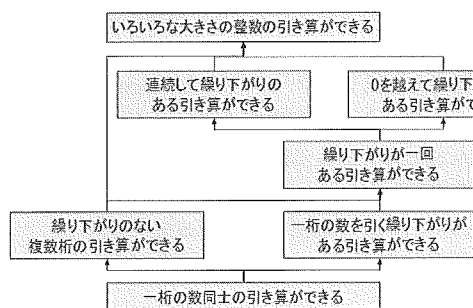 いろいろな大きさの整数の引き算ができる
連続して繰り下がりの
ある引き算ができる
0を越えて繰り下
ある引き算がで
繰り下がりが一回
ある引き算ができる
繰り下がりのない
複数桁の引き算ができる
一桁の数を引く繰り下がりが
ある引き算ができる
一桁の数同士の引き算ができる